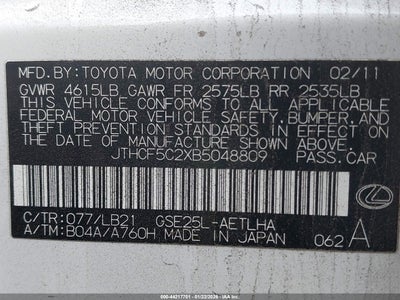 MFD.BY:TOYOTA MOTOR CORPORATION 02/11
GVWR 4615LB GAWR FR 2575LB RR 2535LB
THIS VEHICLE CONFORMS TO ALL APPLICABLE
FEDERAL MOTOR VEHICLE SAFETY, BUMPER, AND
THEFT PREVENTION STANDARDS IN EFFECT ON
THE DATE OF MANUFACTURE SHOWN ABOVE.
JTHCF5C2XB5048809 PASS. CAR
C/TR:077/LB21 GSE25L-AETLHA
A/TM:B04A/A760H MADE IN JAPAN 062 A